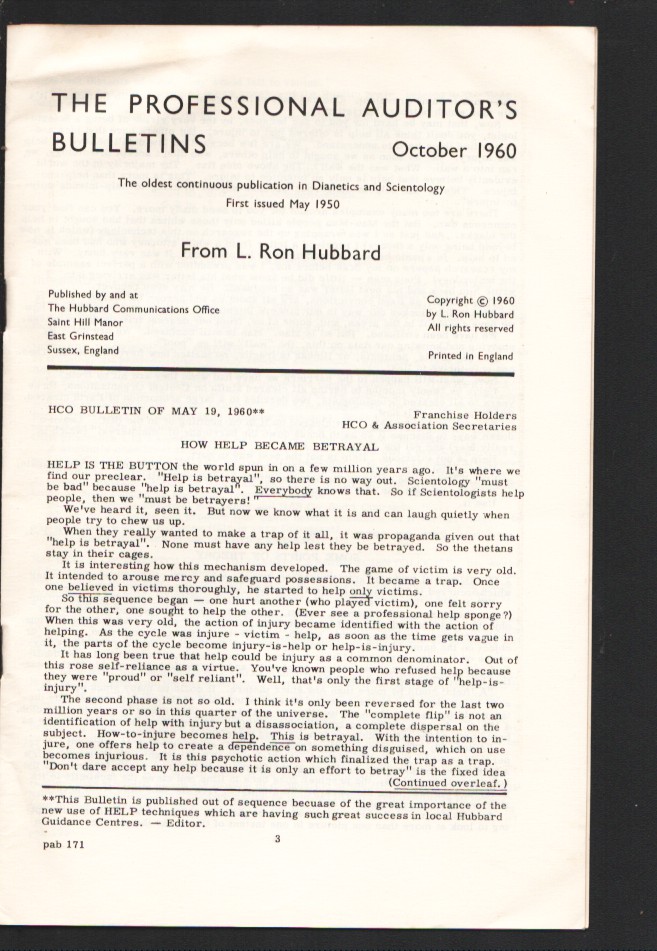 THE PROFESSIONAL AUDITOR'S
BULLETINS October 1960
The oldest continuous publication in Dianetics and Scientology
First issued May 1950
From L. Ron Hubbard
Published by and at
The Hubbard Communications Office
Saint Hill Manor
East Grinstead
Sussex, England
Copyright © 1960
by L. Ron Hubbard
All rights reserved
Printed in England
HCO BULLETIN OF MAY 19, 1960**
Franchise Holders
HCO & Association Secretaries
HOW HELP BECAME BETRAYAL
HELP IS THE BUTTON the world spun in on a few million years ago. It's where we
find our preclear. "Help is betrayal", so there is no way out. Scientology "must
be bad" because "help is betrayal". Everybody knows that. So if Scientologists help
people, then we "must be betrayers!"
We've heard it, seen it. But now we know what it is and can laugh quietly when
people try to chew us up.
When they really wanted to make a trap of it all, it was propaganda given out that
"help is betrayal". None must have any help lest they be betrayed. So the thetans
stay in their cages.
It is interesting how this mechanism developed. The game of victim is very old.
It intended to arouse mercy and safeguard possessions. It became a trap. Once
one believed in victims thoroughly, he started to help only victims.
So this sequence began — one hurt another (who played victim), one felt sorry
for the other, one sought to help the other. (Ever see a professional help sponge?)
When this was very old, the action of injury became identified with the action of
helping. As the cycle was injure - victim - help, as soon as the time gets vague in
it, the parts of the cycle become injury-is-help or help-is-injury.
It has long been true that help could be injury as a common denominator. Out of
this rose self-reliance as a virtue. You've known people who refused help because
they were "proud" or "self reliant". Well, that's only the first stage of "help-is-
injury".
The second phase is not so old. I think it's only been reversed for the last two
million years or so in this quarter of the universe. The "complete flip" is not an
identification of help with injury but a disassociation, a complete dispersal on the
subject. How-to-injure becomes help. This is betrayal. With the intention to in-
jure, one offers help to create a dependence on something disguised, which on use
becomes injurious. It is this psychotic action which finalized the trap as a trap.
"Don't dare accept any help because it is only an effort to betray" is the fixed idea
(Continued overleaf.)
**This Bulletin is published out of sequence becuase of the great importance of the
new use of HELP techniques which are having such great success in local Hubbard
Guidance Centres. — Editor.
3
pab 171